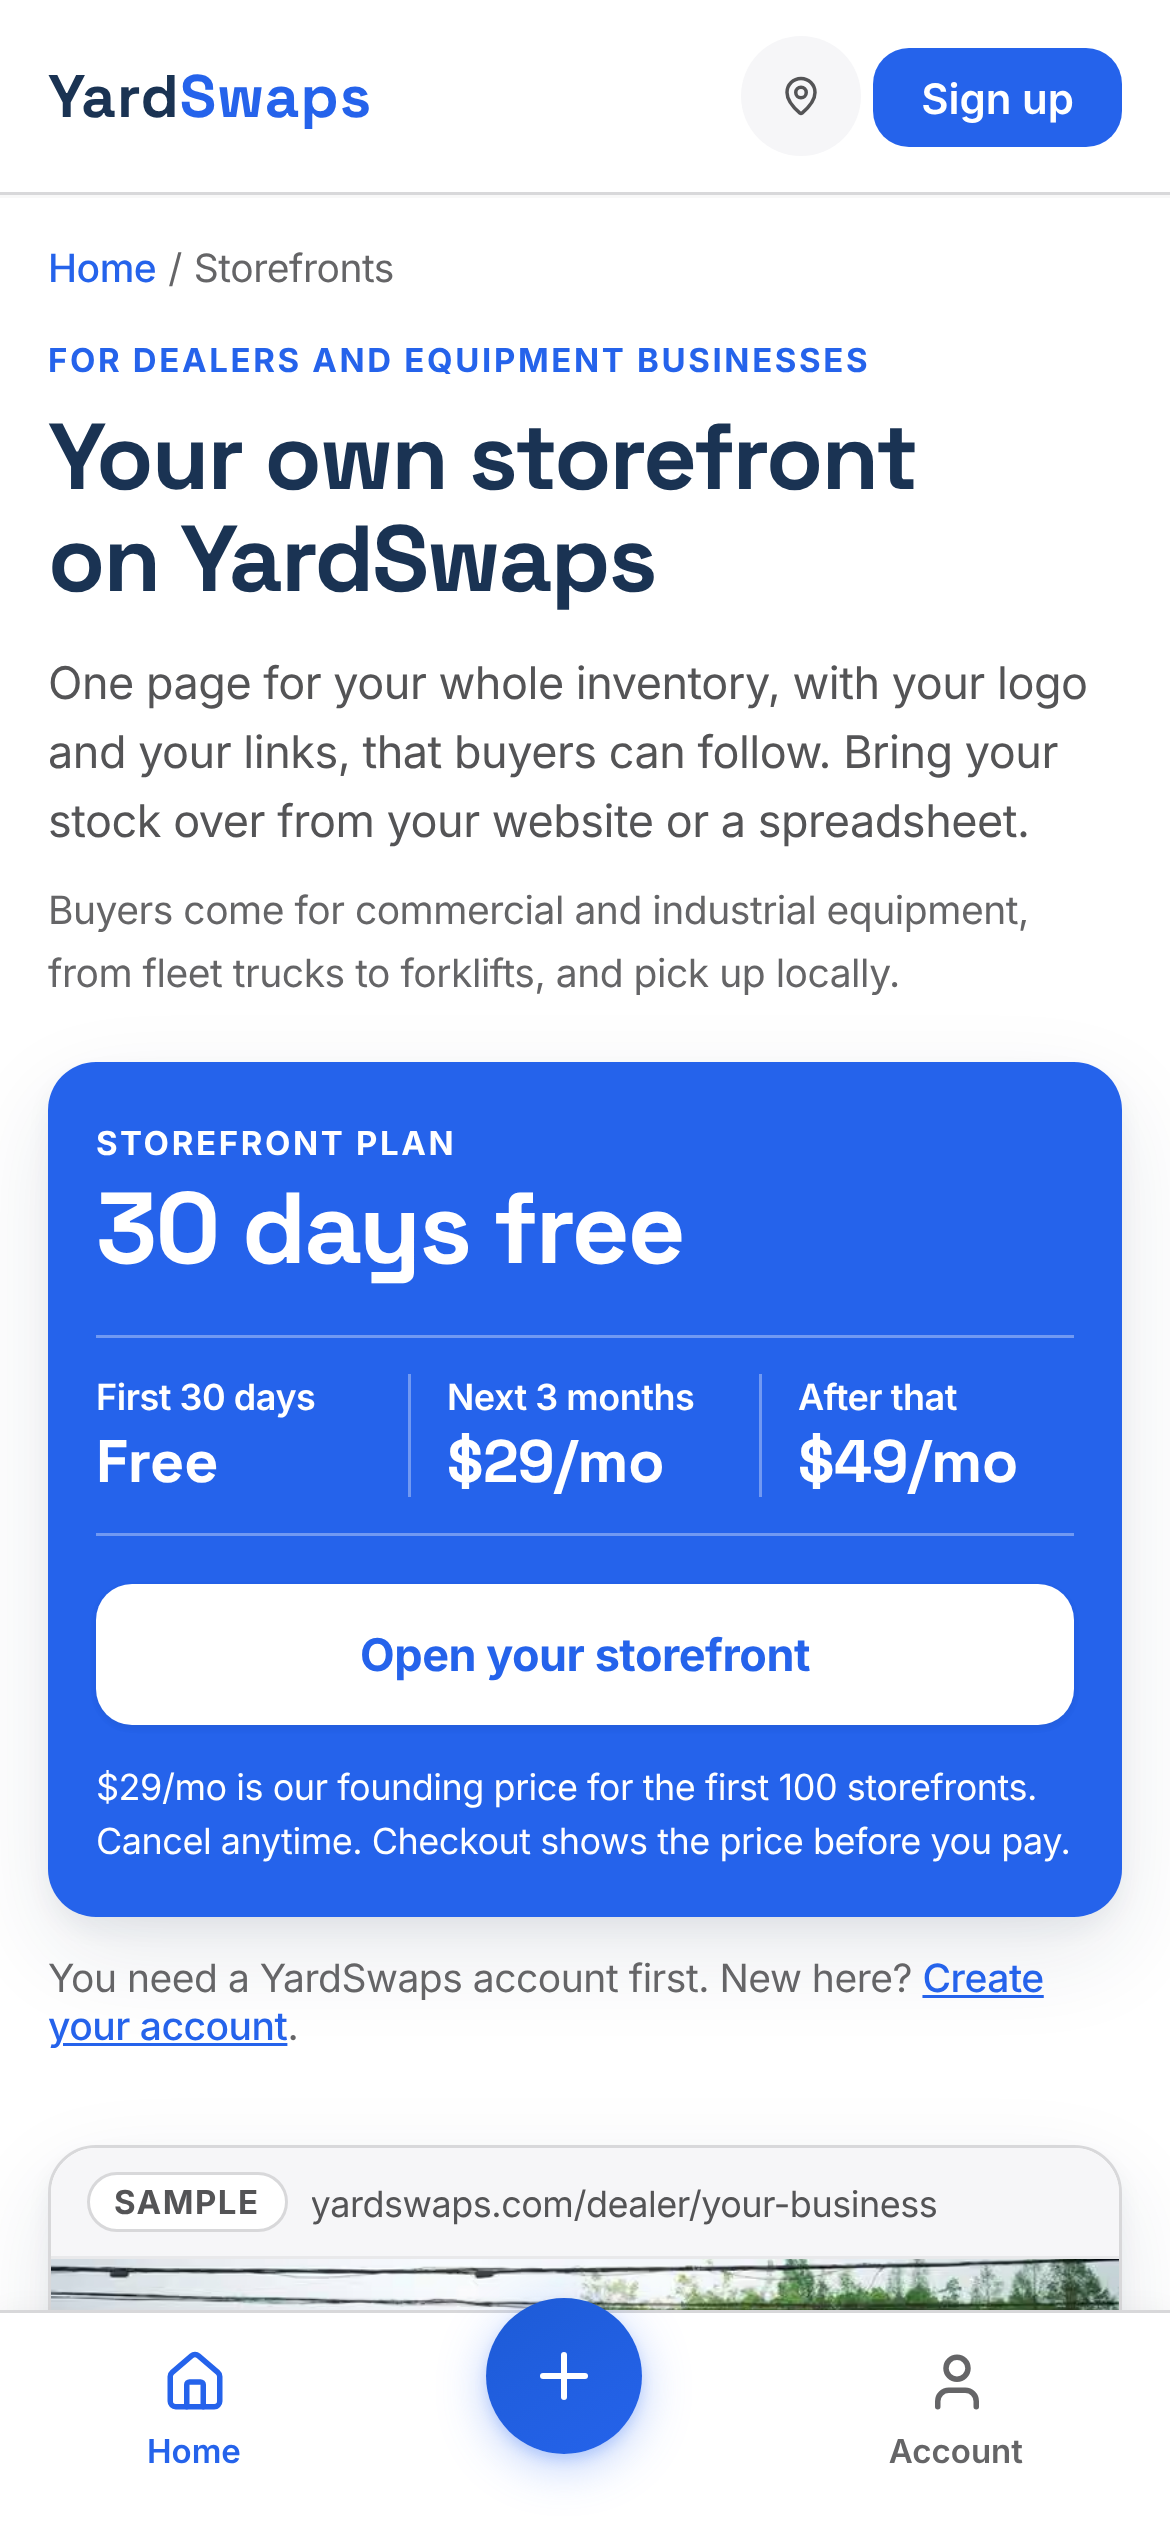 YardSwaps
Sign up
Home / Storefronts
FOR DEALERS AND EQUIPMENT BUSINESSES
Your own storefront
on YardSwaps
One page for your whole inventory, with your logo
and your links, that buyers can follow. Bring your
stock over from your website or a spreadsheet.
Buyers come for commercial and industrial equipment,
from fleet trucks to forklifts, and pick up locally.
STOREFRONT PLAN
30 days free
First 30 days
Free
Next 3 months
$29/mo
After that
$49/mo
Open your storefront
$29/mo is our founding price for the first 100 storefronts.
Cancel anytime. Checkout shows the price before you pay.
You need a YardSwaps account first. New here? Create
your account.
SAMPLE yardswaps.com/dealer/your-business
Home
Account